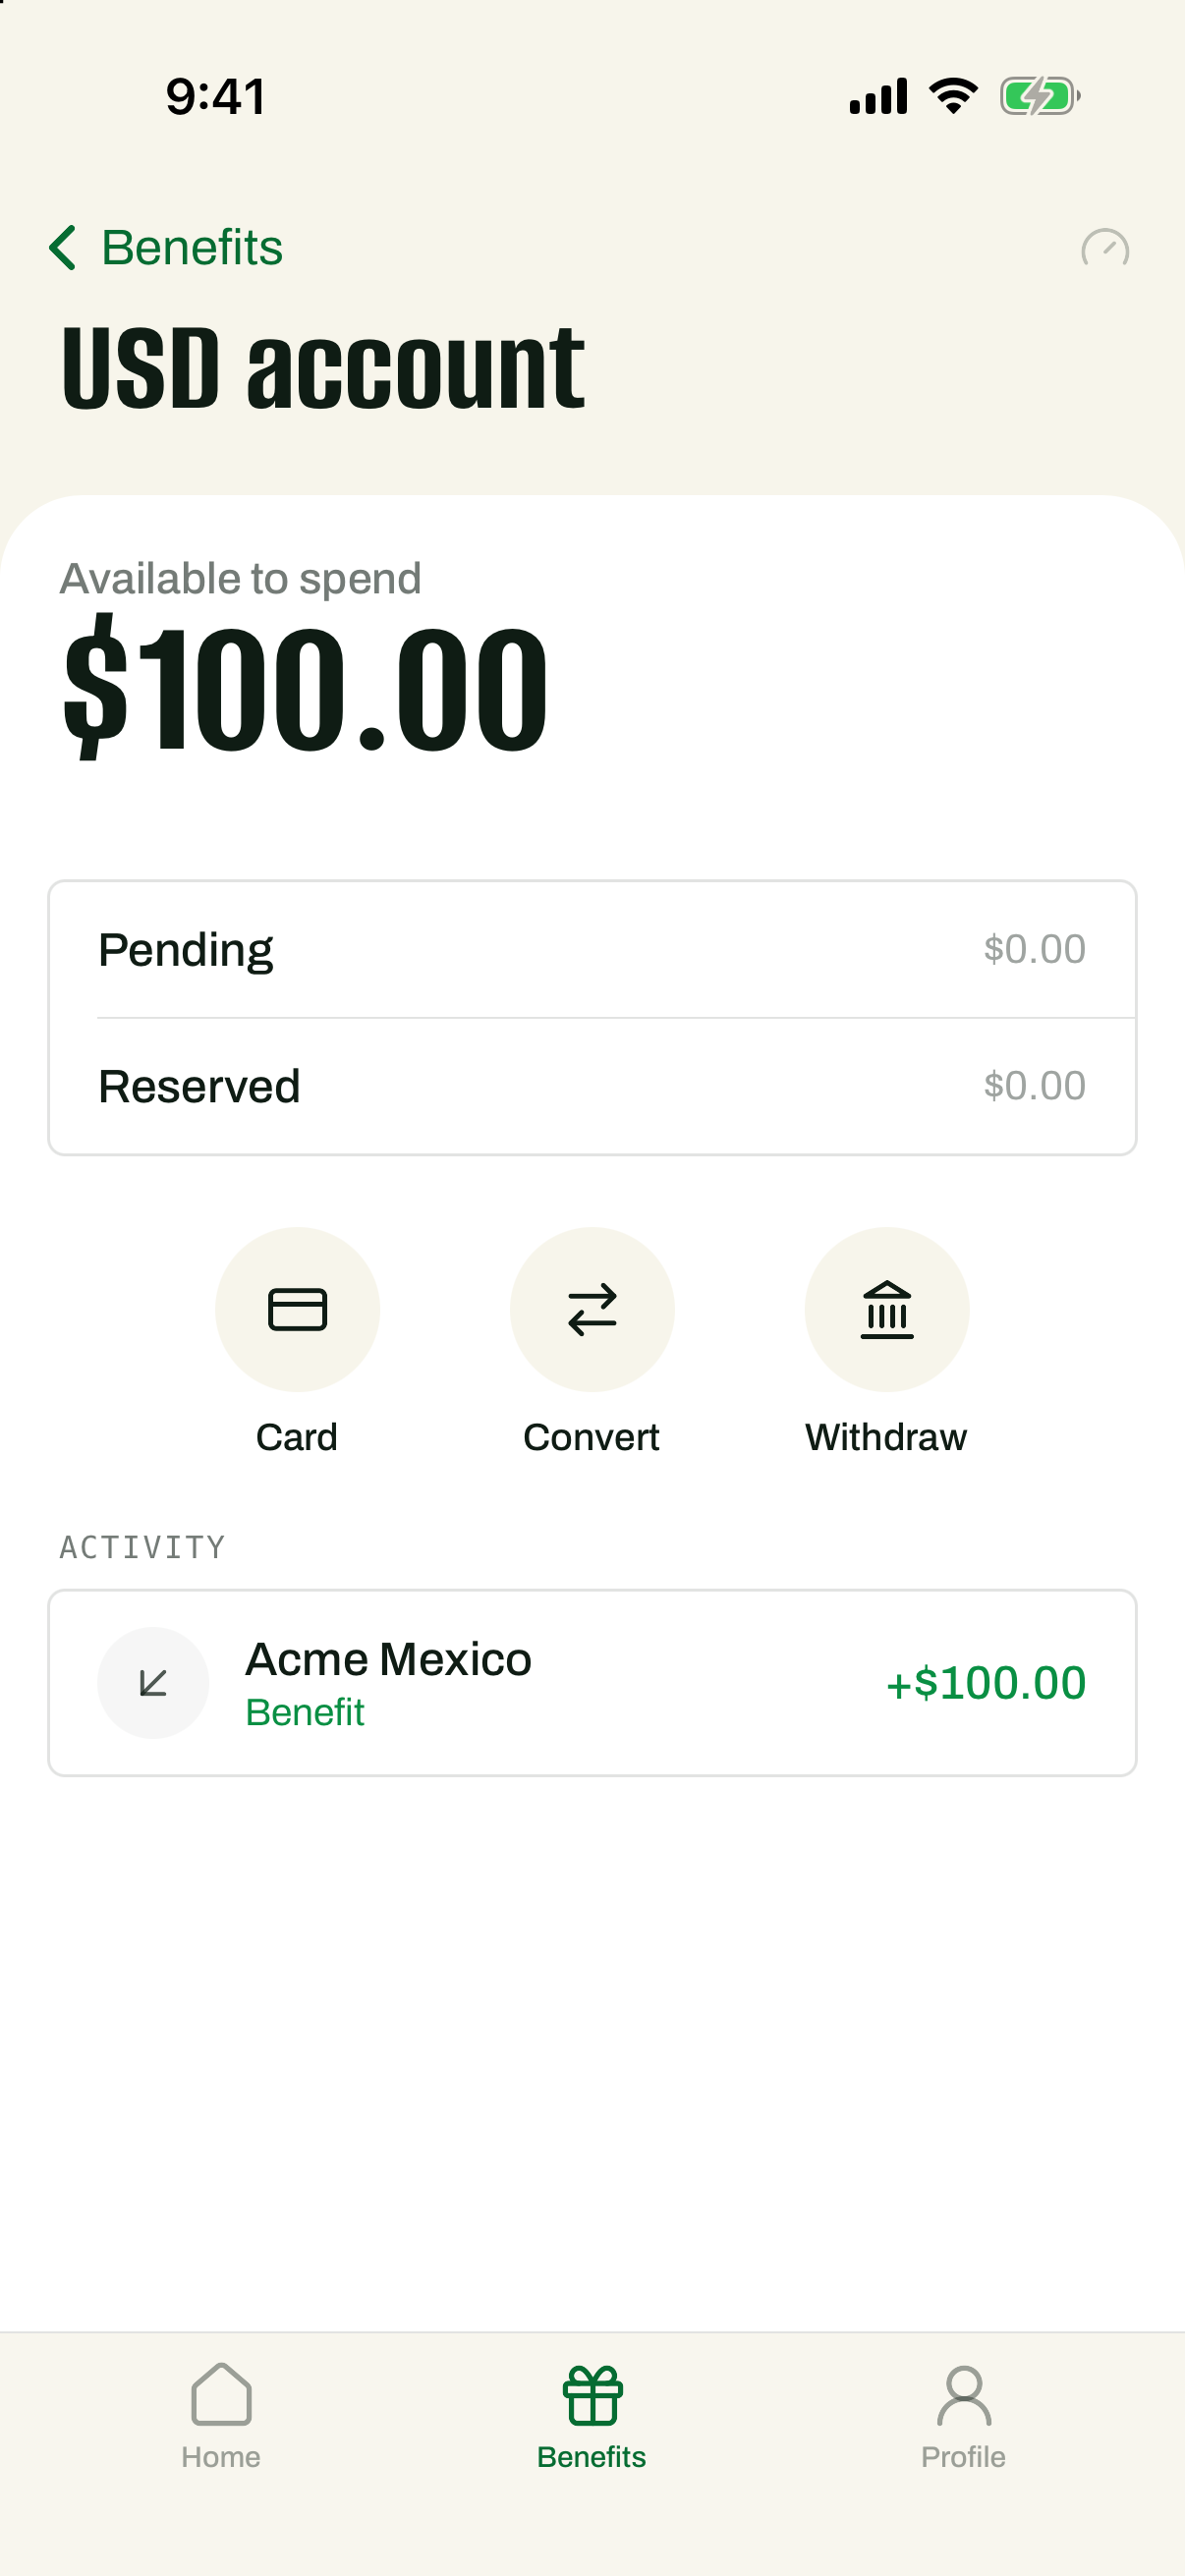 9:41
Benefits
USD account
Available to spend
$100.00
Pending $0.00
Reserved $0.00
Card Convert Withdraw
ACTIVITY
Acme Mexico
Benefit
+$100.00
Home Benefits Profile